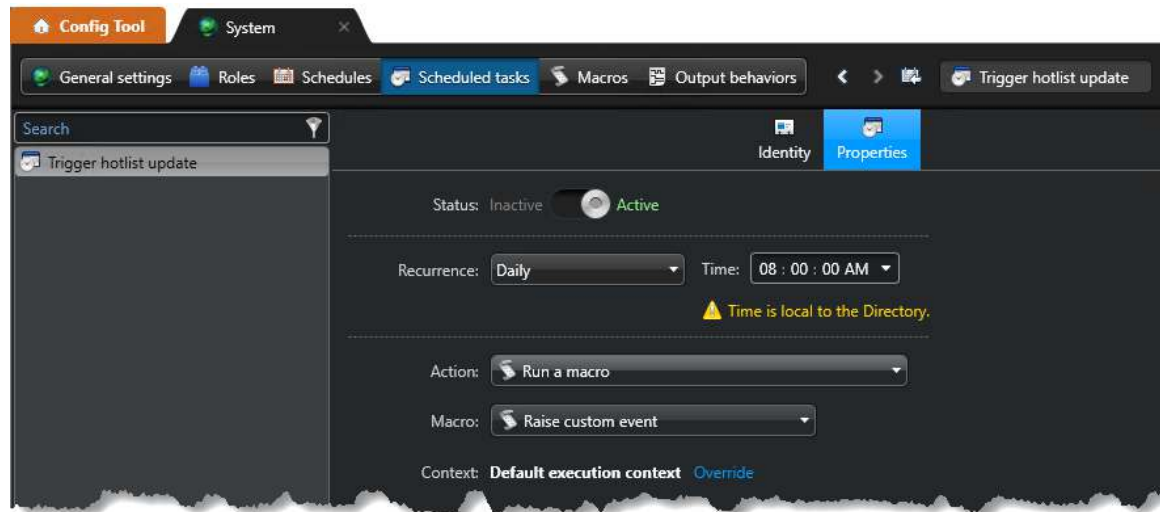 Config Tool System
General settings Roles Schedules Scheduled tasks Macros Output behaviors Trigger hotlist update
Search
Trigger hotlist update
Identity Properties
Status: Inactive Active
Recurrence: Daily Time: 08 : 00 : 00 AM
Time is local to the Directory.
Action: Run a macro
Macro: Raise custom event
Context: Default execution context Override